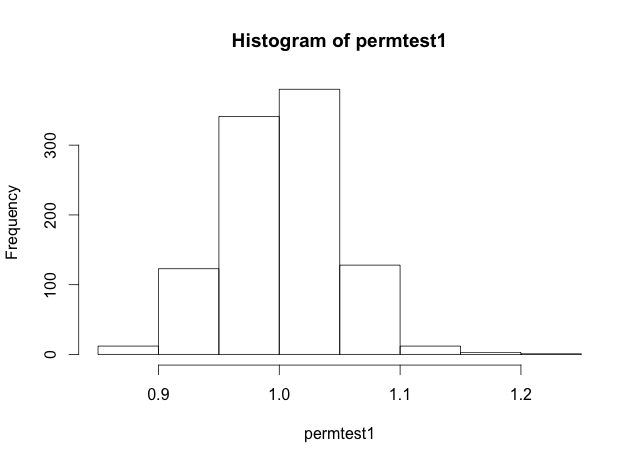 Histogram of permtest1
Frequency
300
200
100
0
0.9 1.0 1.1 1.2
permtest1